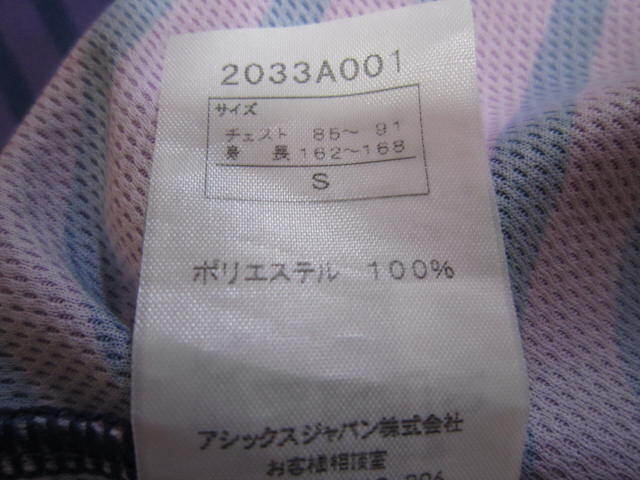 2033A001
サイズ
チェスト 85～ 91
身 長 162～168
S
ポリエステル 100%
アシックスジャパン株式会社
お客様相談室